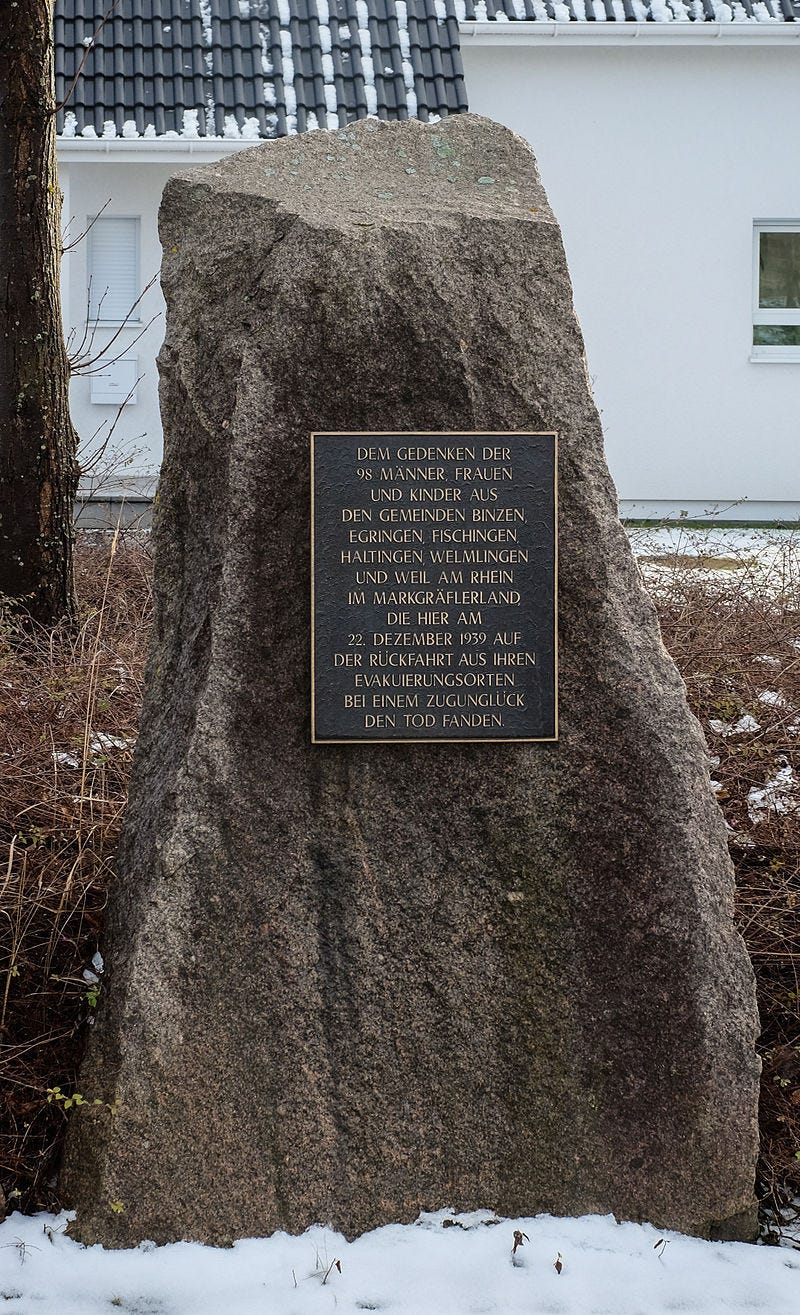 DEM GEDENKEN DER
98 MÄNNER, FRAUEN
UND KINDER AUS
DEN GEMEINDEN BINZEN,
EGRINGEN, FISCHINGEN,
HALTINGEN, WELMLINGEN
UND WEIL AM RHEIN
IM MARKGRÄFLERLAND,
DIE HIER AM
22. DEZEMBER 1939 AUF
DER RÜCKFAHRT AUS IHREN
EVAKUIERUNGSORTEN
BEI EINEM ZUGUNGLÜCK
DEN TOD FANDEN.